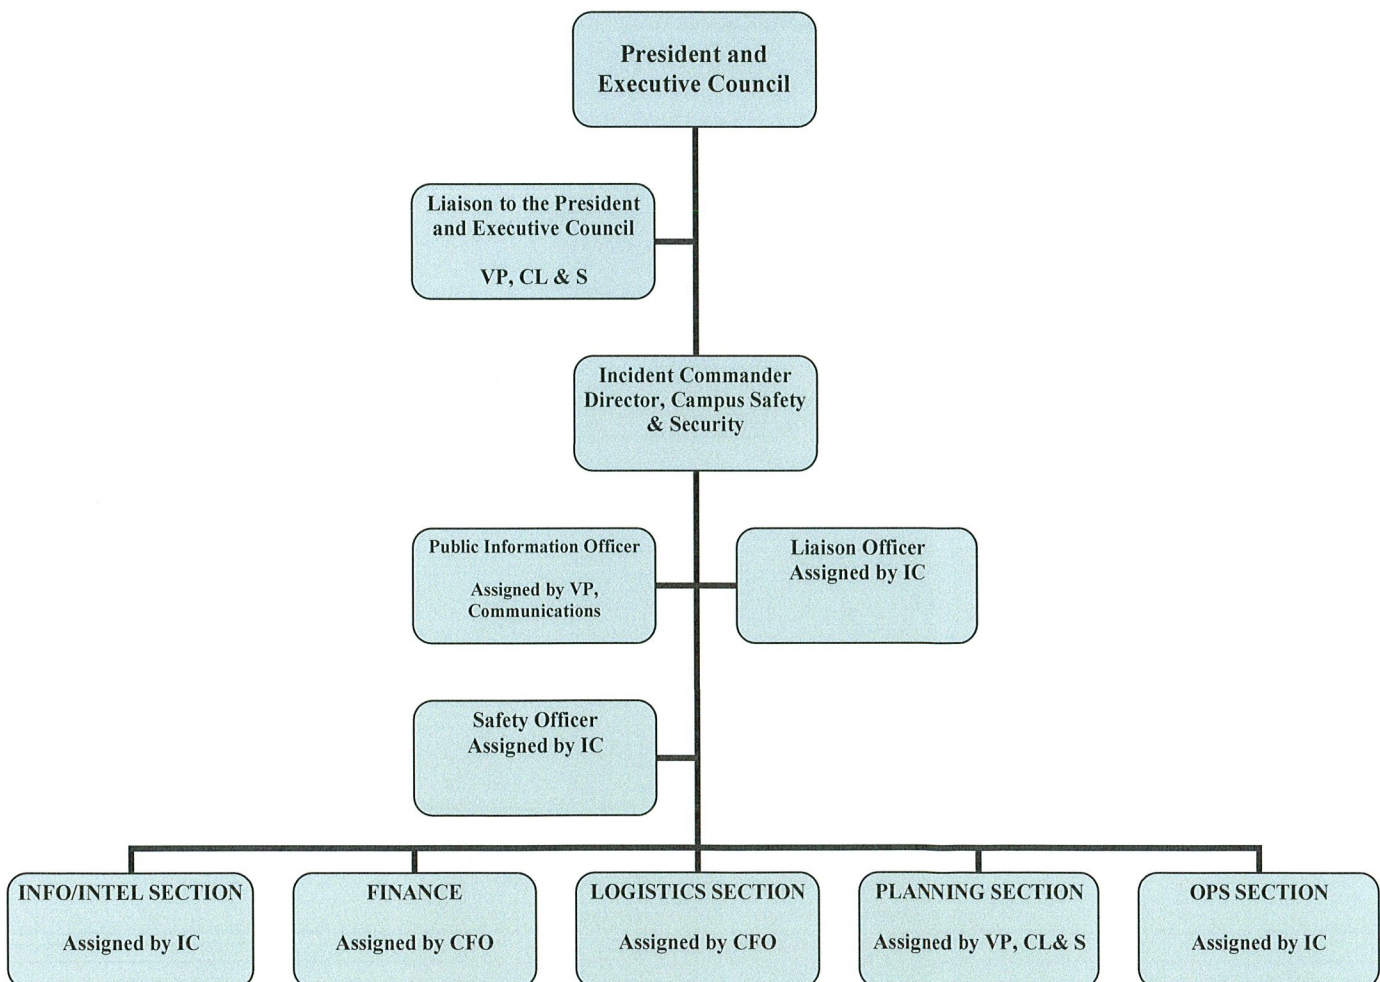 President and
Executive Council
Liaison to the President
and Executive Council
VP, CL & S
Incident Commander
Director, Campus Safety
& Security
Public Information Officer
Assigned by VP,
Communications
Liaison Officer
Assigned by IC
Safety Officer
Assigned by IC
INFO/INTEL SECTION
Assigned by IC
FINANCE
Assigned by CFO
LOGISTICS SECTION
Assigned by CFO
PLANNING SECTION
Assigned by VP, CL& S
OPS SECTION
Assigned by IC